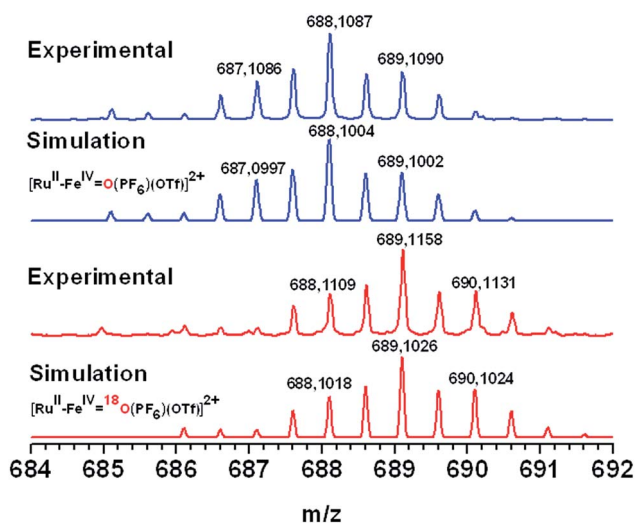 688,1087
Experimental
687,1086
689,1090
Simulation
688,1004
[Ruᴵᴵ-Feᴵⱽ=O(PF₆)(OTf)]²⁺
687,0997
689,1002
689,1158
Experimental
688,1109
690,1131
Simulation
689,1026
[Ruᴵᴵ-Feᴵⱽ=¹⁸O(PF₆)(OTf)]²⁺
688,1018
690,1024
684 685 686 687 688 689 690 691 692
m/z